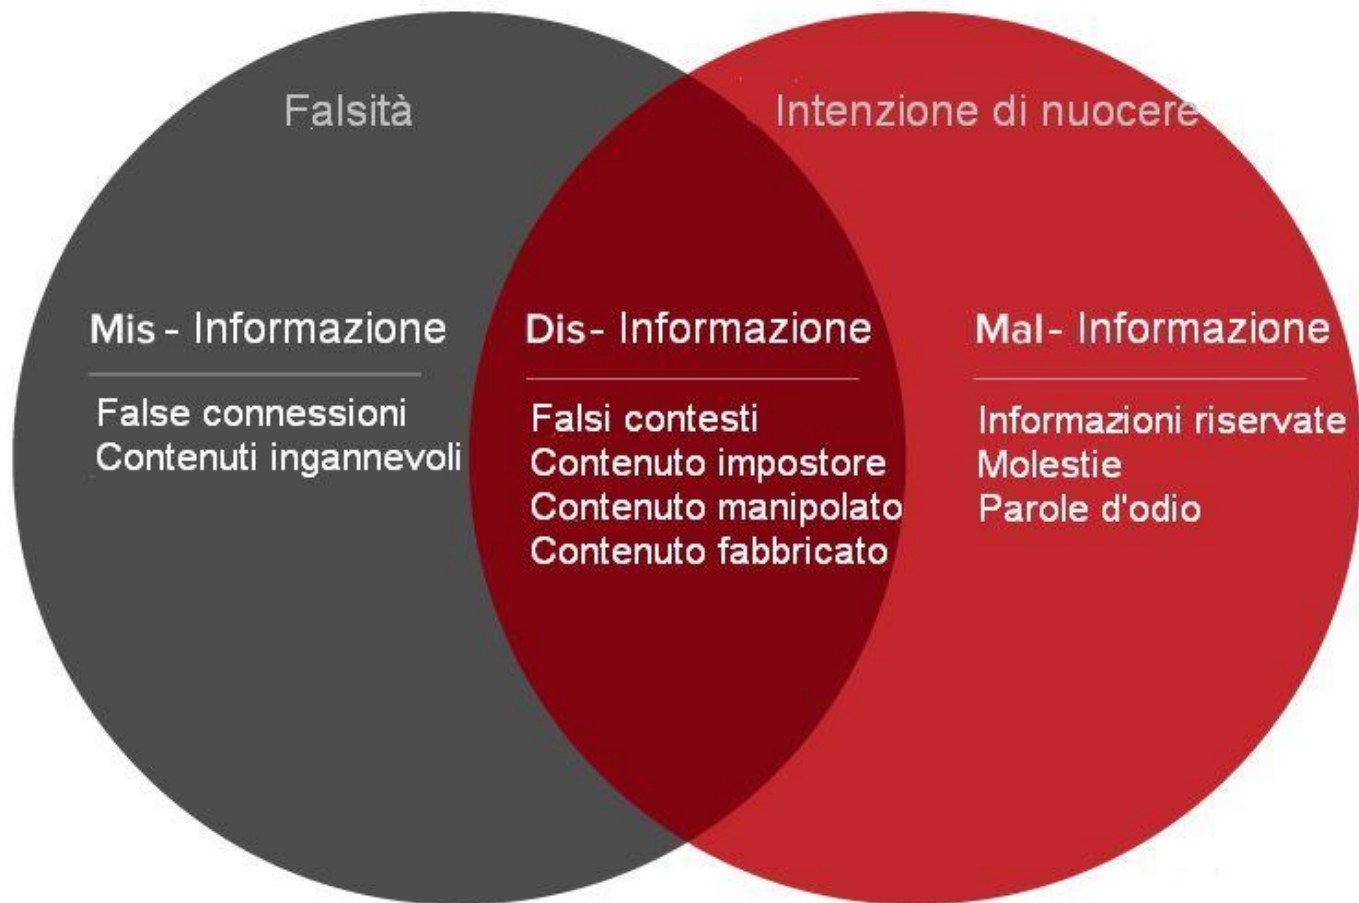 Falsità
Intenzione di nuocere
Mis - Informazione
False connessioni
Contenuti ingannevoli
Dis - Informazione
Falsi contesti
Contenuto impostore
Contenuto manipolato
Contenuto fabbricato
Mal - Informazione
Informazioni riservate
Molestie
Parole d'odio